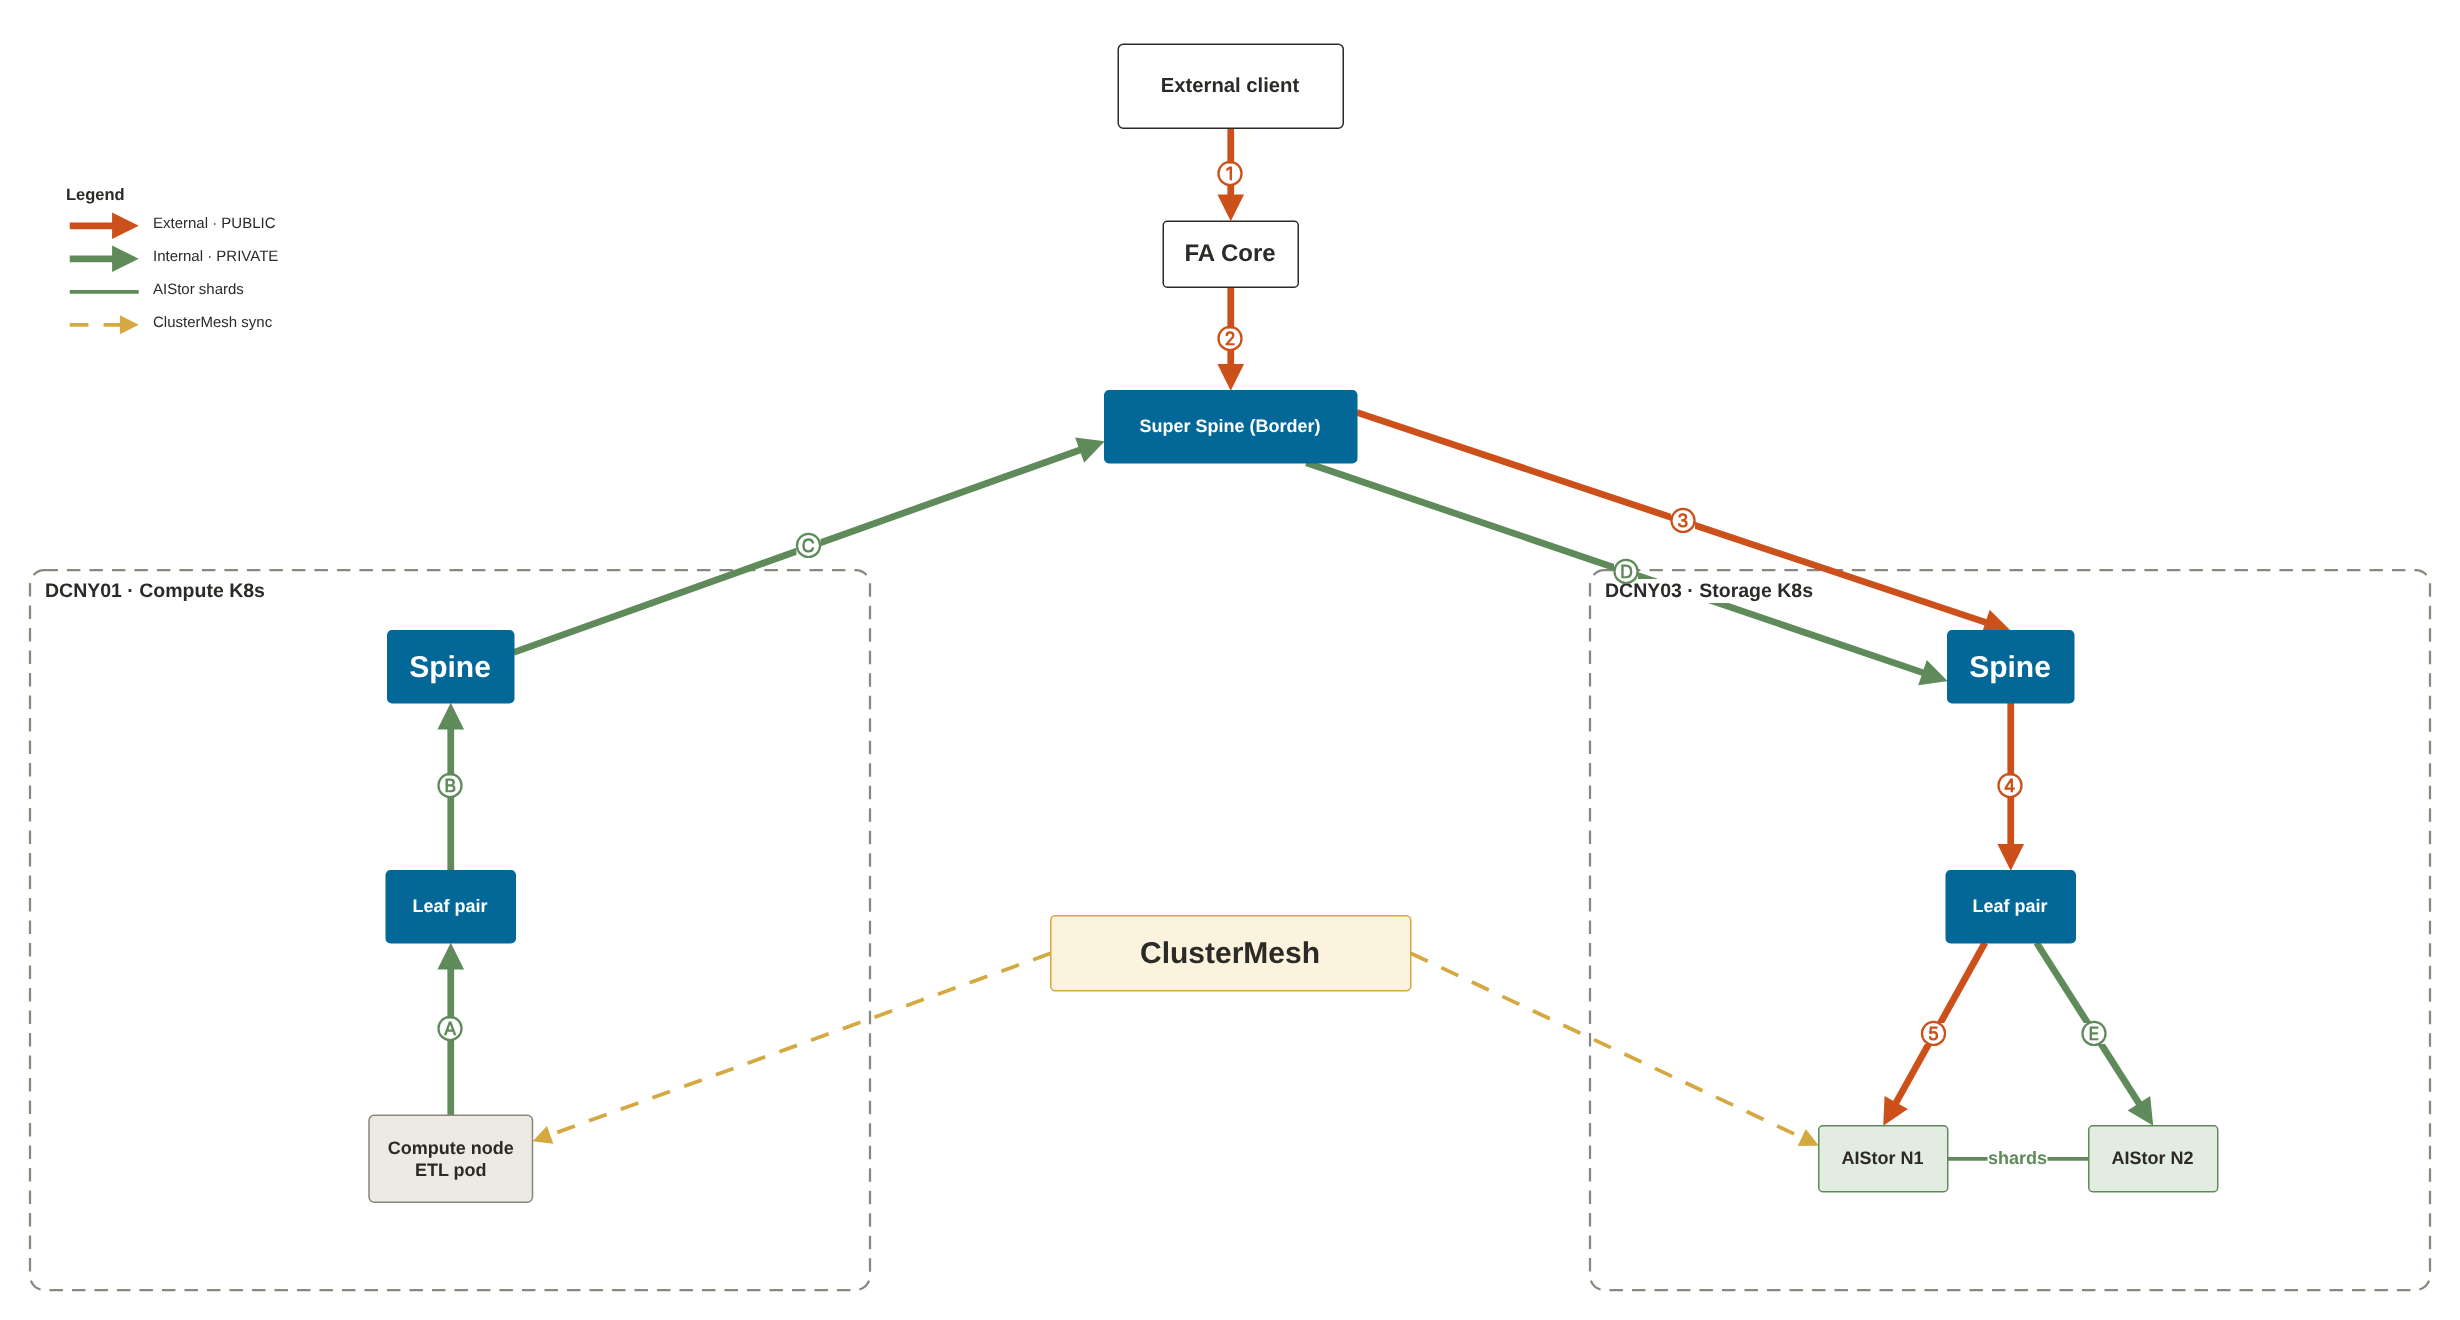 External client
①
Legend
External · PUBLIC
FA Core
Internal · PRIVATE
AIStor shards
ClusterMesh sync
②
Super Spine (Border)
③
Ⓒ
Ⓓ
DCNY01 · Compute K8s
DCNY03 · Storage K8s
Spine
Spine
Ⓑ
④
Leaf pair
Leaf pair
ClusterMesh
Ⓐ
⑤
Ⓔ
Compute node
ETL pod
AIStor N1
shards
AIStor N2